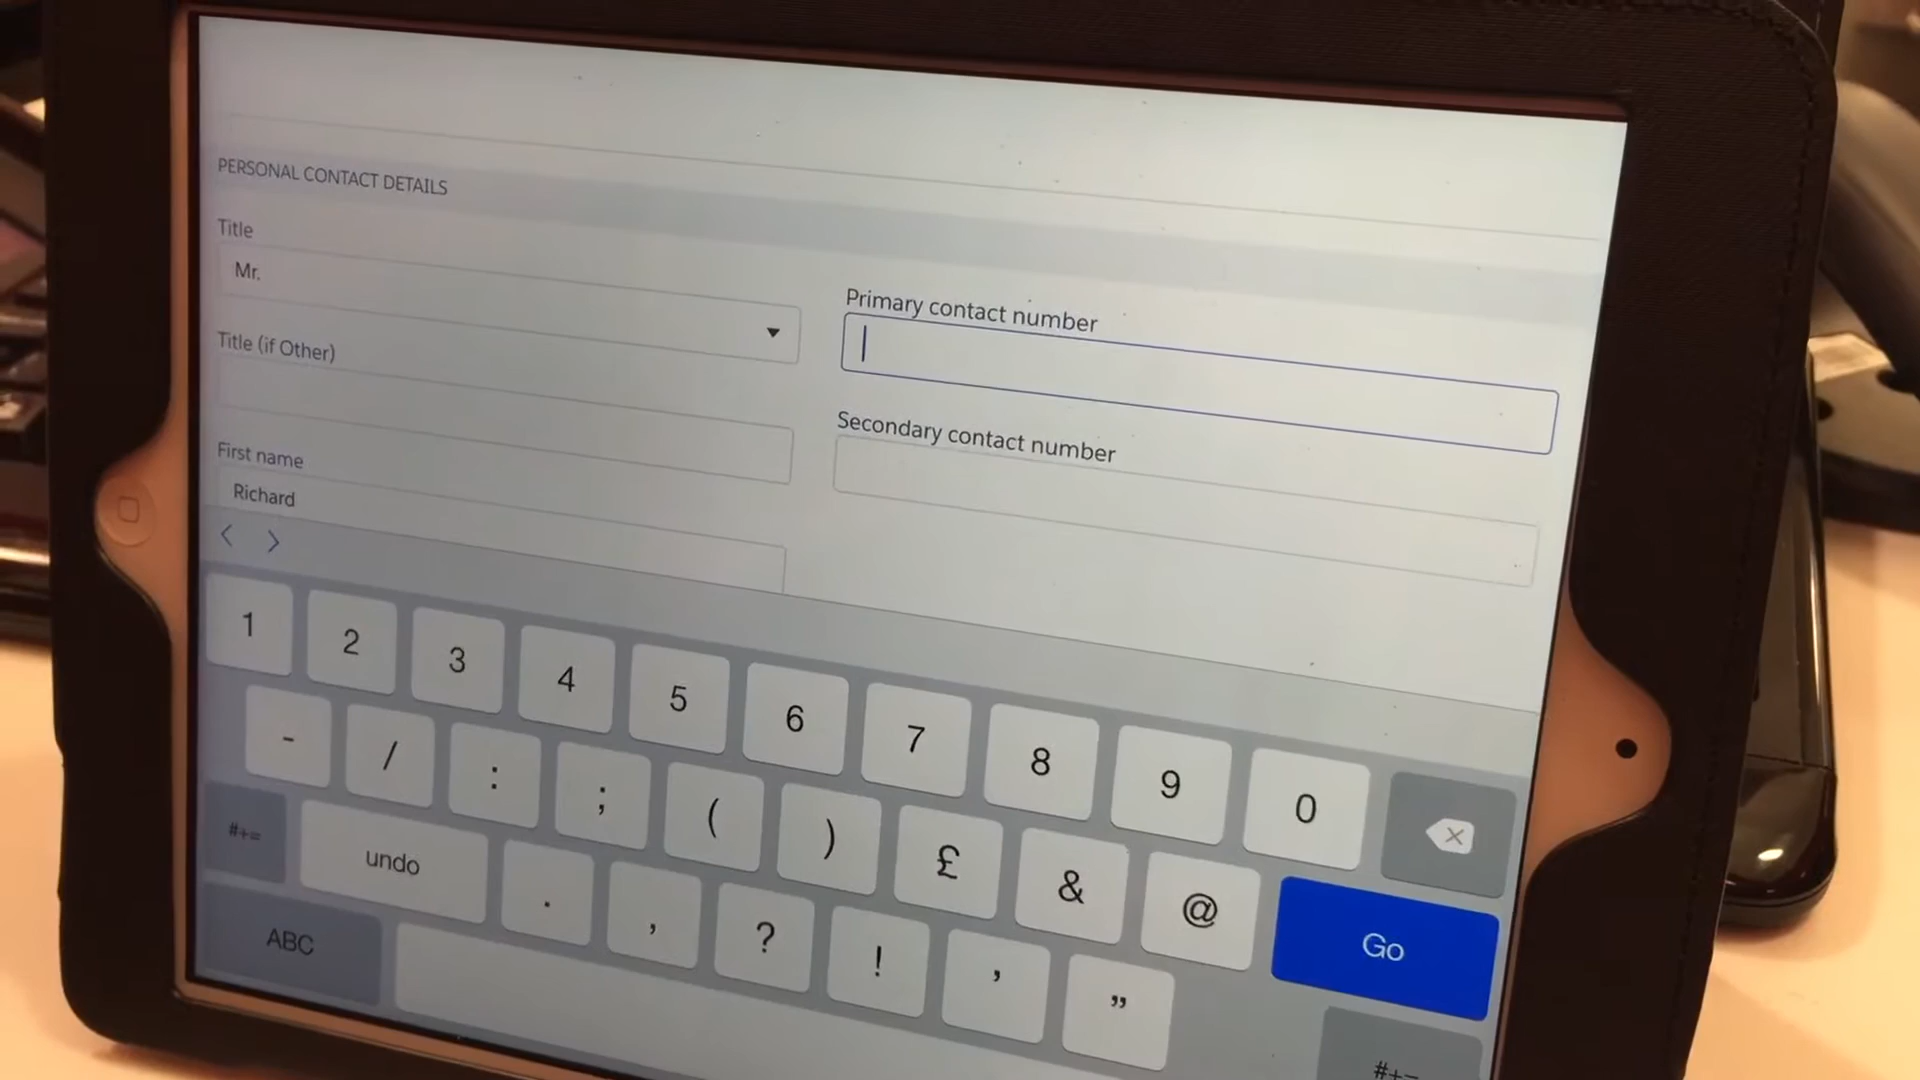 PERSONAL CONTACT DETAILS
Title
Mr.
Title (if Other)
First name
Richard
Primary contact number
Secondary contact number
< >
1 2 3 4 5 6 7 8 9 0
- / : ; ( ) £ & @ Go
#+= undo . , ? ! ’ ” #+=
ABC